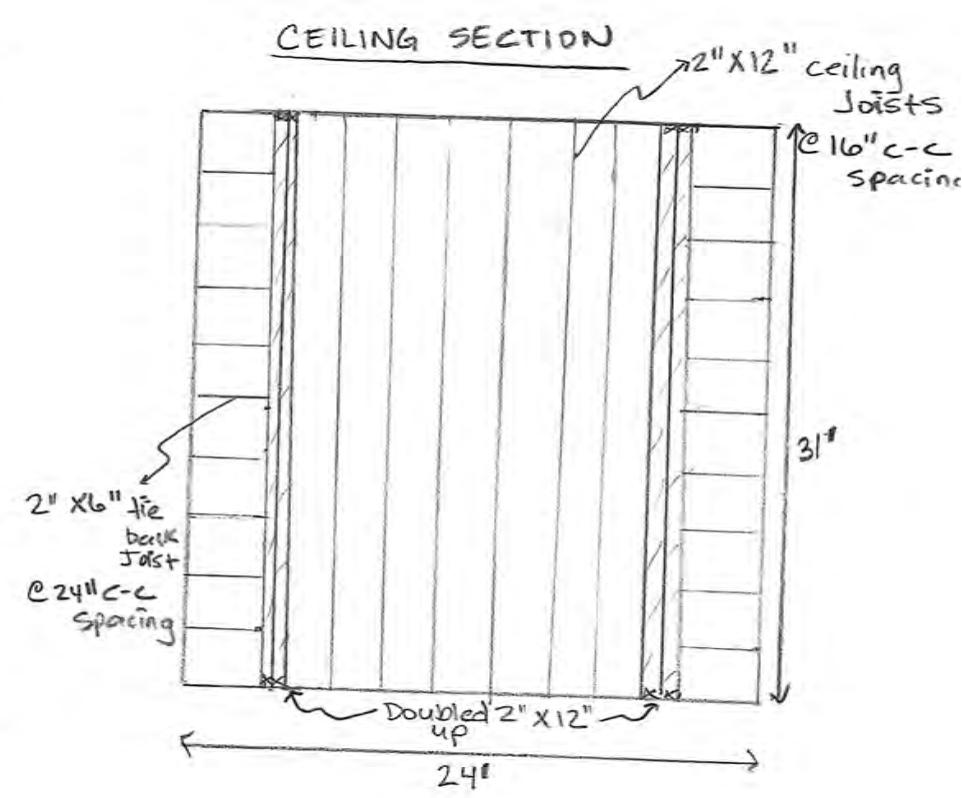 CEILING SECTION
2" X12" ceiling
Joists
@ 16" c-c
spacing
31'
2" X6" tie
back
Joist
@ 24" c-c
spacing
Doubled 2" X 12"
up
24'